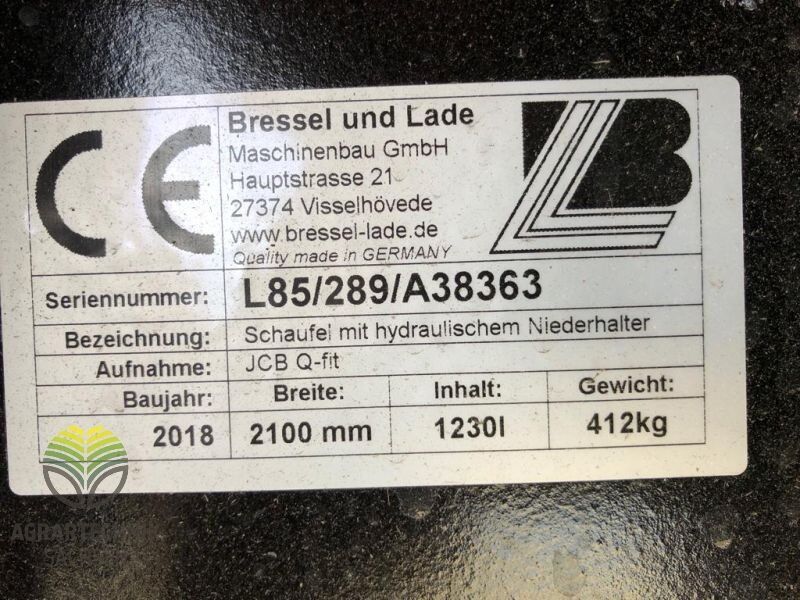 CE
Bressel und Lade
Maschinenbau GmbH
Hauptstrasse 21
27374 Visselhövede
www.bressel-lade.de
Quality made in GERMANY
LB
Seriennummer: L85/289/A38363
Bezeichnung: Schaufel mit hydraulischem Niederhalter
Aufnahme: JCB Q-fit
Baujahr: Breite: Inhalt: Gewicht:
2018 2100 mm 1230l 412kg